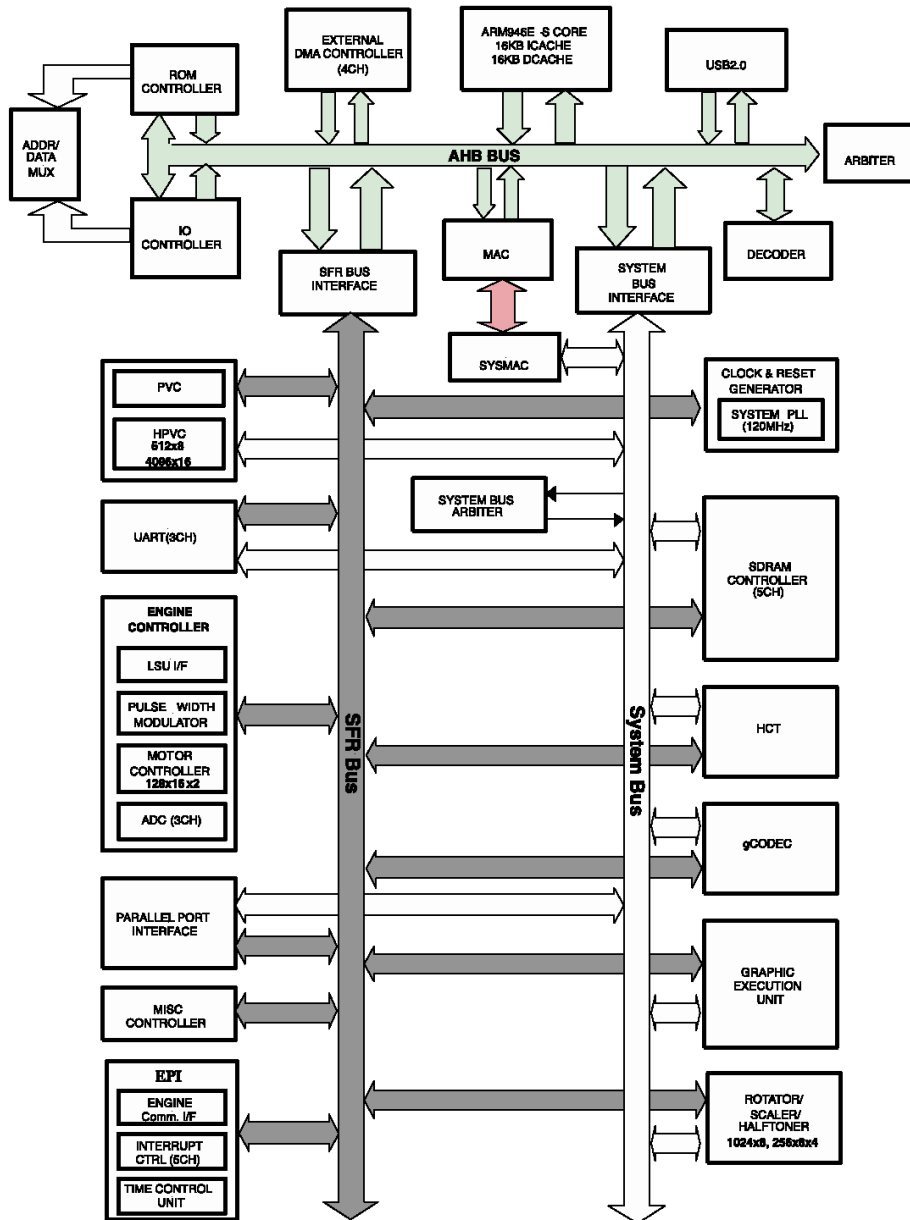 EXTERNAL
DMA CONTROLLER
(4CH)
ARM946E -S CORE
16KB ICACHE
16KB DCACHE
USB2.0
ROM
CONTROLLER
ADDR/
DATA
MUX
AHB BUS
ARBITER
IO
CONTROLLER
SFR BUS
INTERFACE
MAC
SYSTEM
BUS
INTERFACE
DECODER
SYSMAC
PVC
HPVC
512x8
4096x16
CLOCK & RESET
GENERATOR
SYSTEM PLL
(120MHz)
SYSTEM BUS
ARBITER
UART(3CH)
SDRAM
CONTROLLER
(5CH)
ENGINE
CONTROLLER
LSU I/F
PULSE WIDTH
MODULATOR
MOTOR
CONTROLLER
128x16 x2
ADC (3CH)
SFR Bus
System Bus
HCT
gCODEC
PARALLEL PORT
INTERFACE
GRAPHIC
EXECUTION
UNIT
MISC
CONTROLLER
EPI
ENGINE
Comm. I/F
INTERRUPT
CTRL (5CH)
TIME CONTROL
UNIT
ROTATOR/
SCALER/
HALFTONER
1024x8, 256x8x4